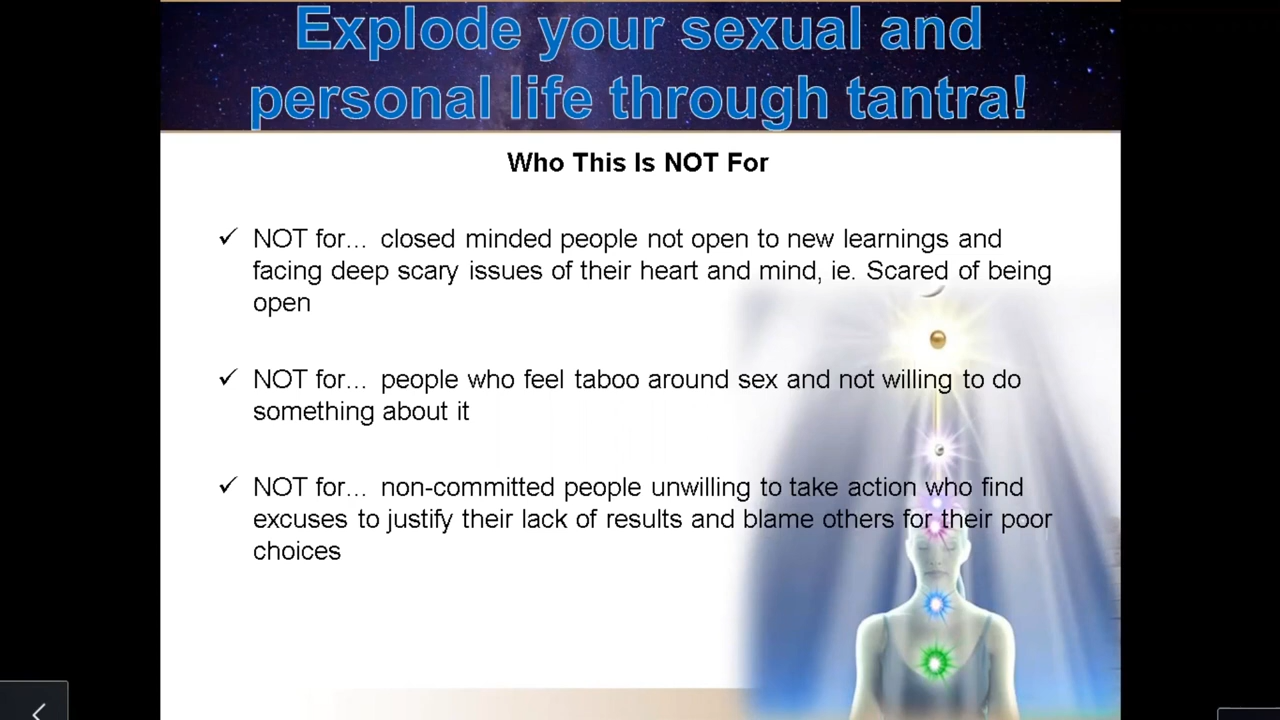 Explode your sexual and
personal life through tantra!
Who This Is NOT For
✓ NOT for... closed minded people not open to new learnings and
facing deep scary issues of their heart and mind, ie. Scared of being
open
✓ NOT for... people who feel taboo around sex and not willing to do
something about it
✓ NOT for... non-committed people unwilling to take action who find
excuses to justify their lack of results and blame others for their poor
choices